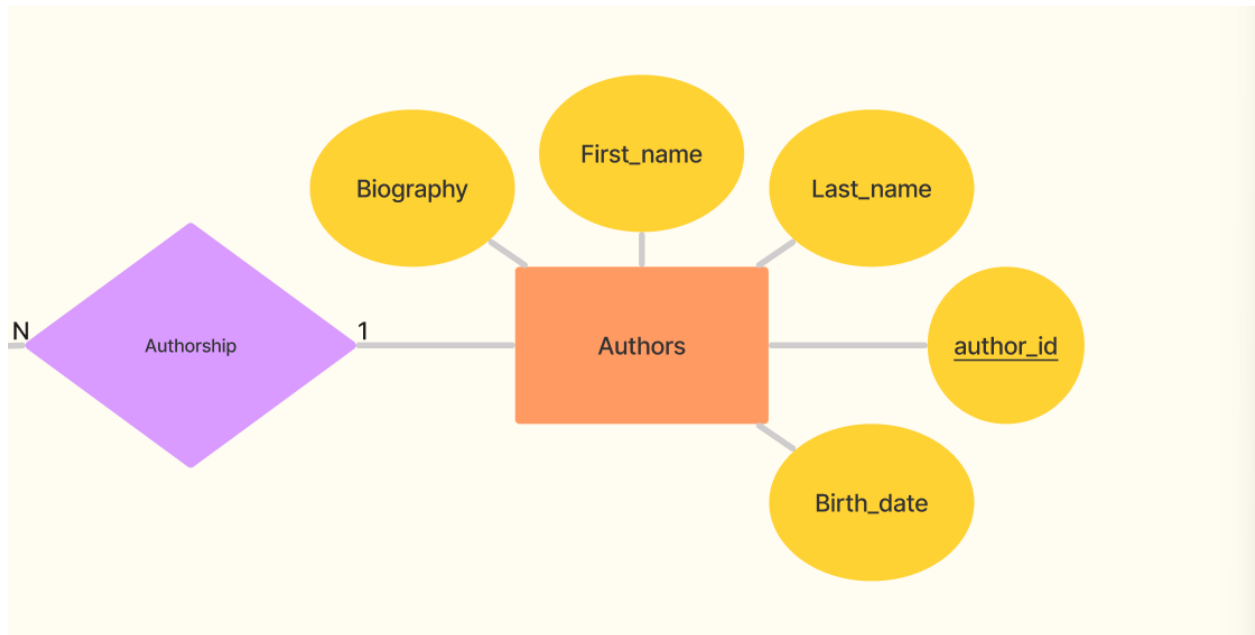 First_name
Biography
Last_name
N
Authorship
1
Authors
author_id
Birth_date